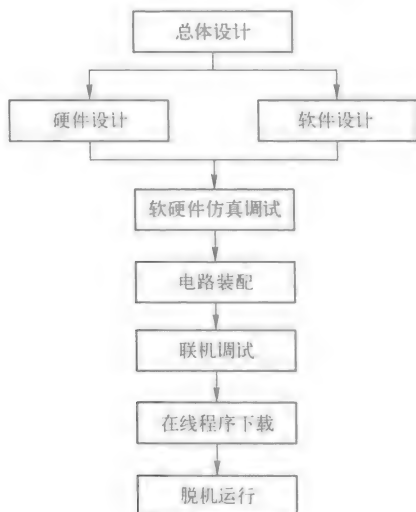 总体设计
硬件设计
软件设计
软硬件仿真调试
电路装配
联机调试
在线程序下载
脱机运行